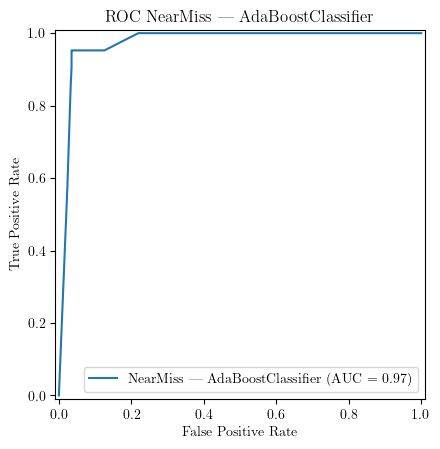 ROC NearMiss — AdaBoostClassifier
1.0
0.8
0.6
0.4
0.2
0.0
True Positive Rate
NearMiss — AdaBoostClassifier (AUC = 0.97)
0.0 0.2 0.4 0.6 0.8 1.0
False Positive Rate